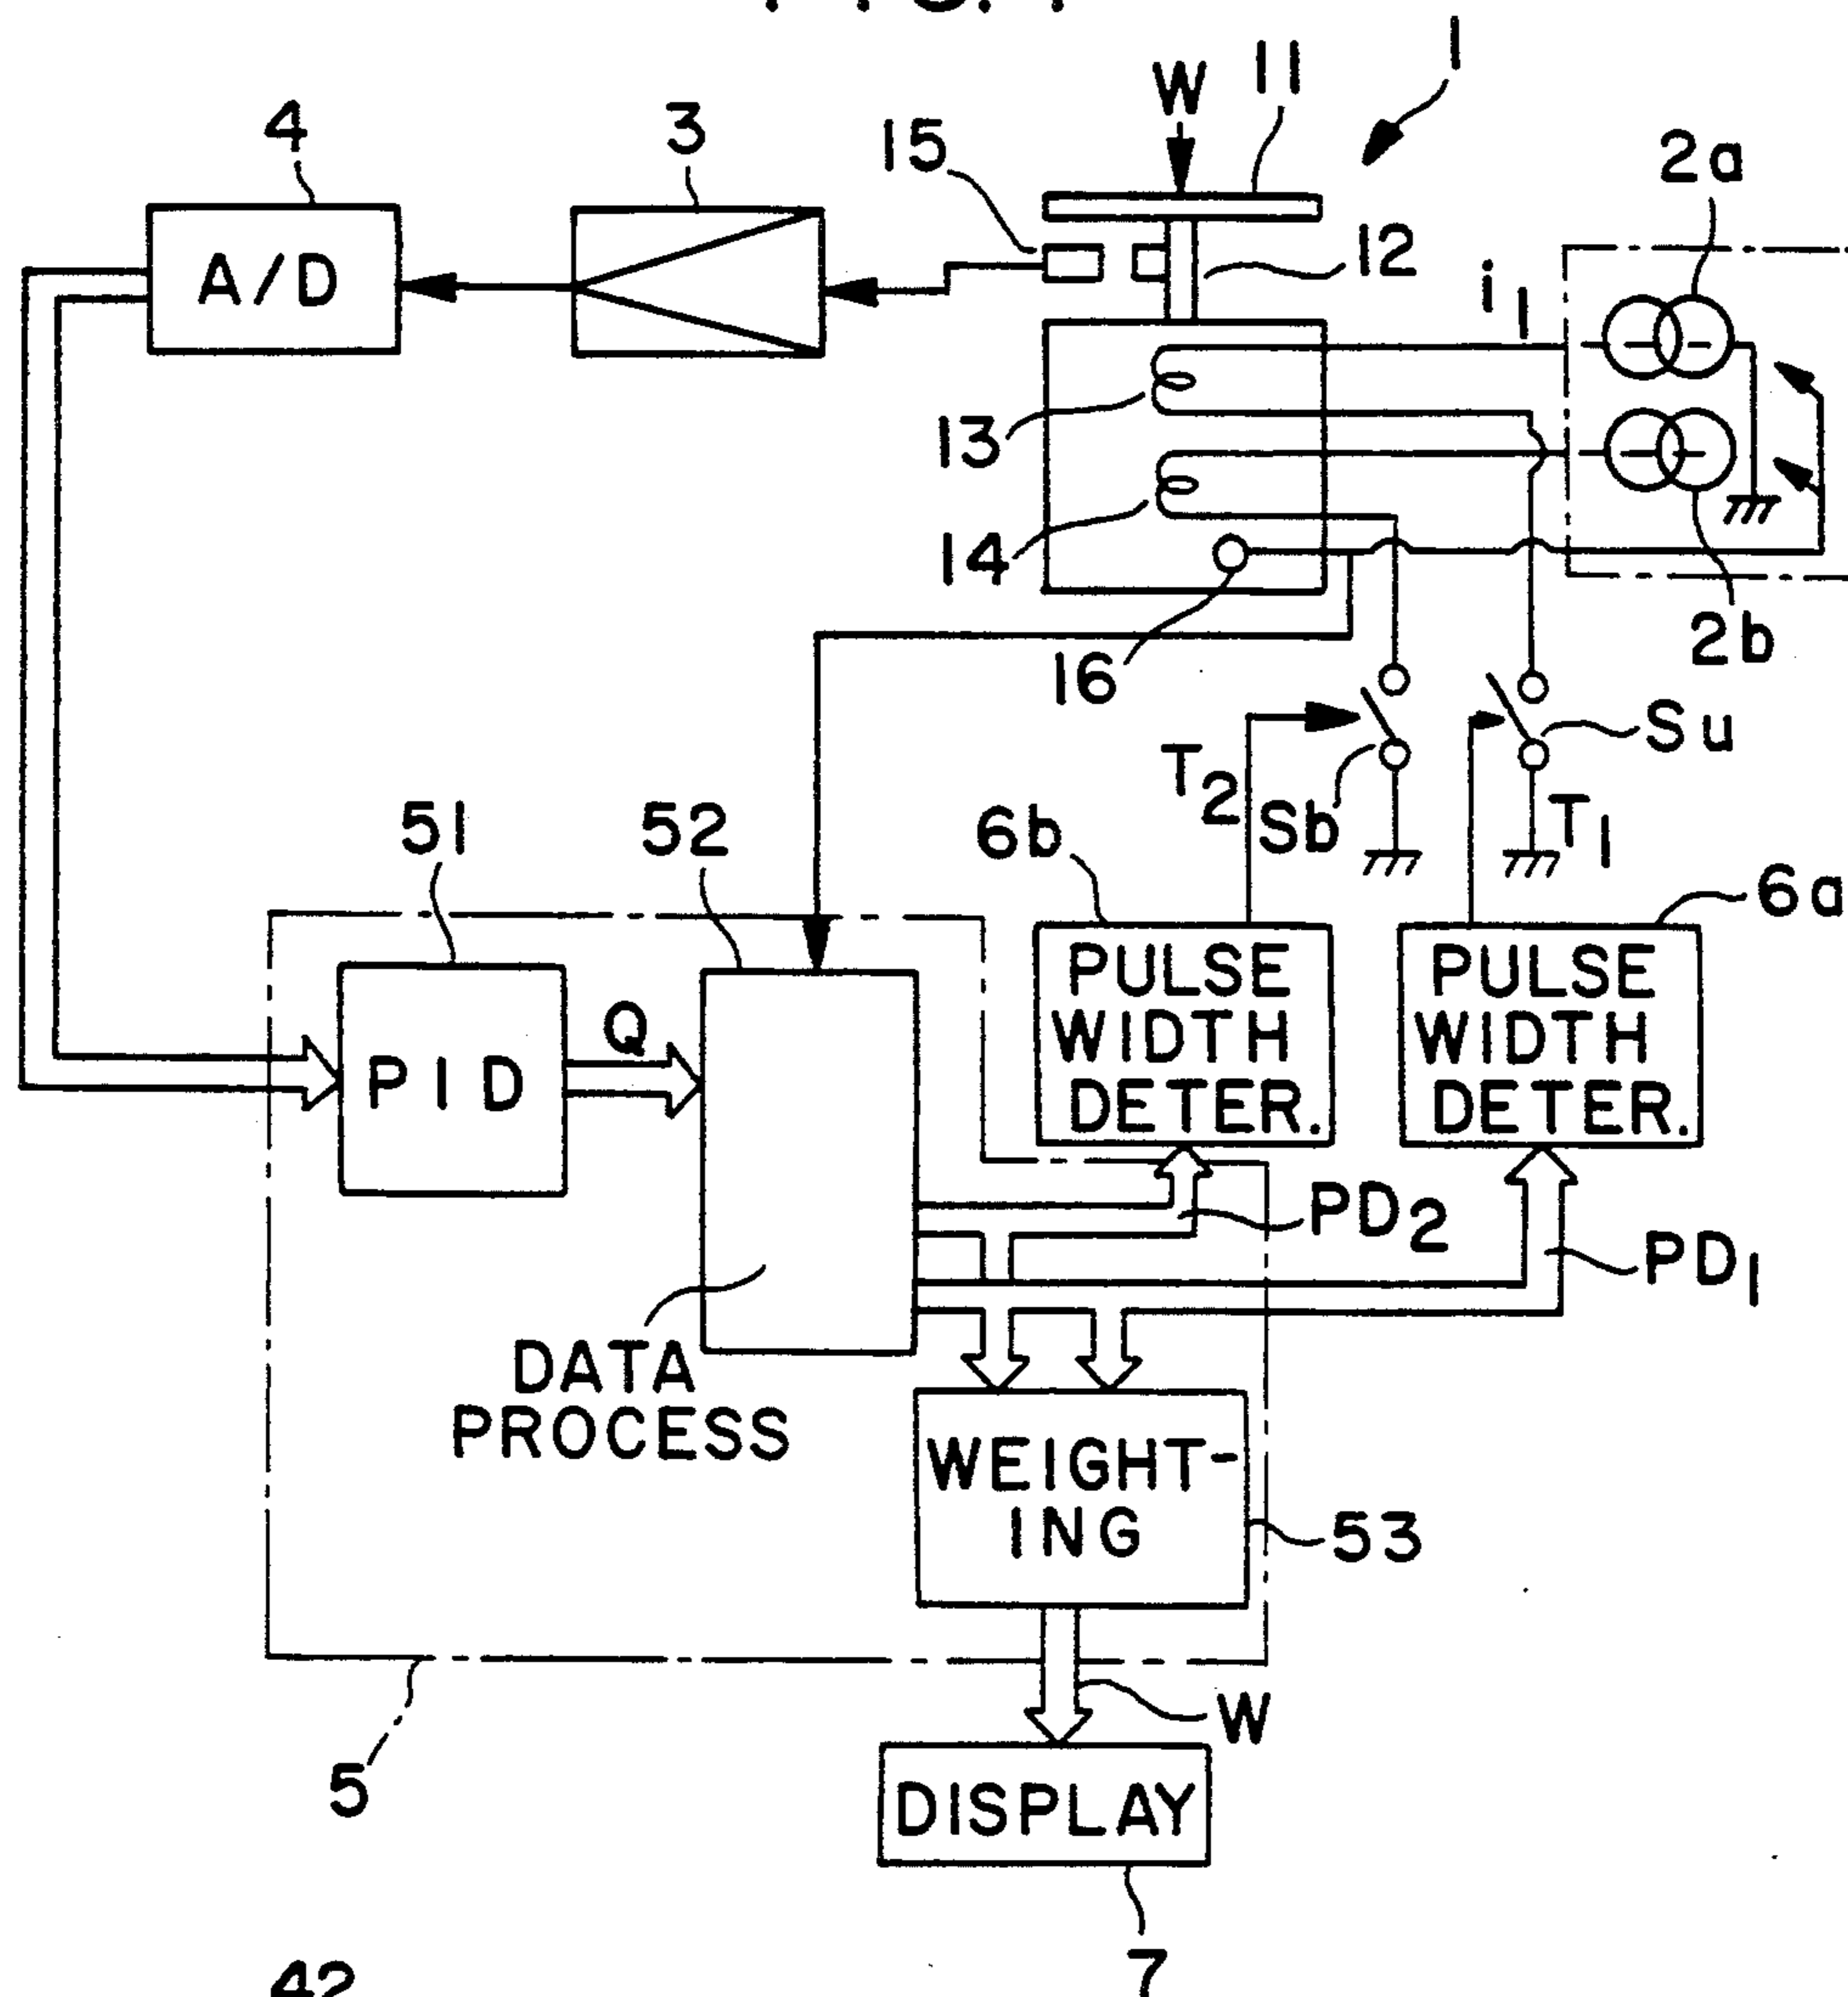 1
W
11
4
3
15
2a
A/D
12
i1
13
14
2b
16
Su
T2
Sb
T1
51
52
6b
6a
PULSE
WIDTH
DETER.
PULSE
WIDTH
DETER.
Q
PID
PD2
PD1
DATA
PROCESS
WEIGHT-
ING
53
W
5
DISPLAY
7
42